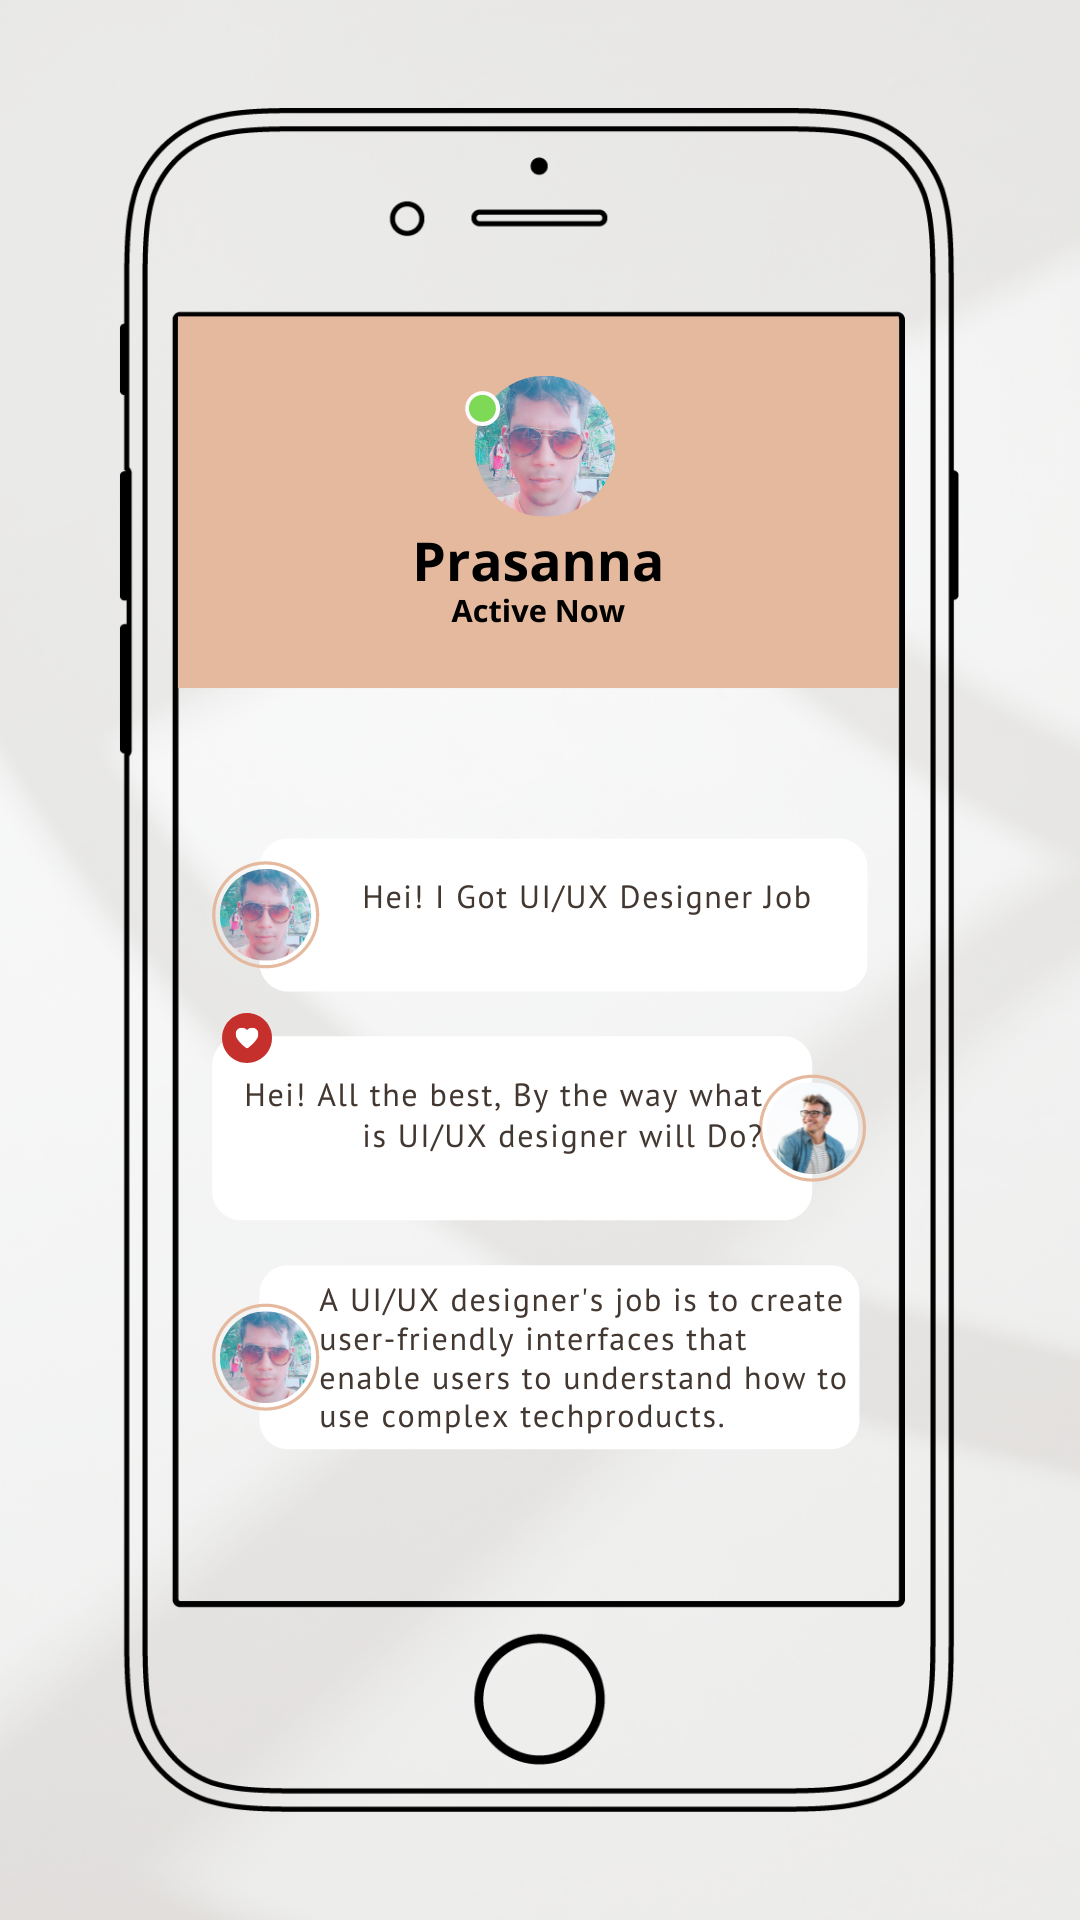 Prasanna
Active Now
Hei! I Got UI/UX Designer Job
Hei! All the best, By the way what
is UI/UX designer will Do?
A UI/UX designer's job is to create
user-friendly interfaces that
enable users to understand how to
use complex techproducts.